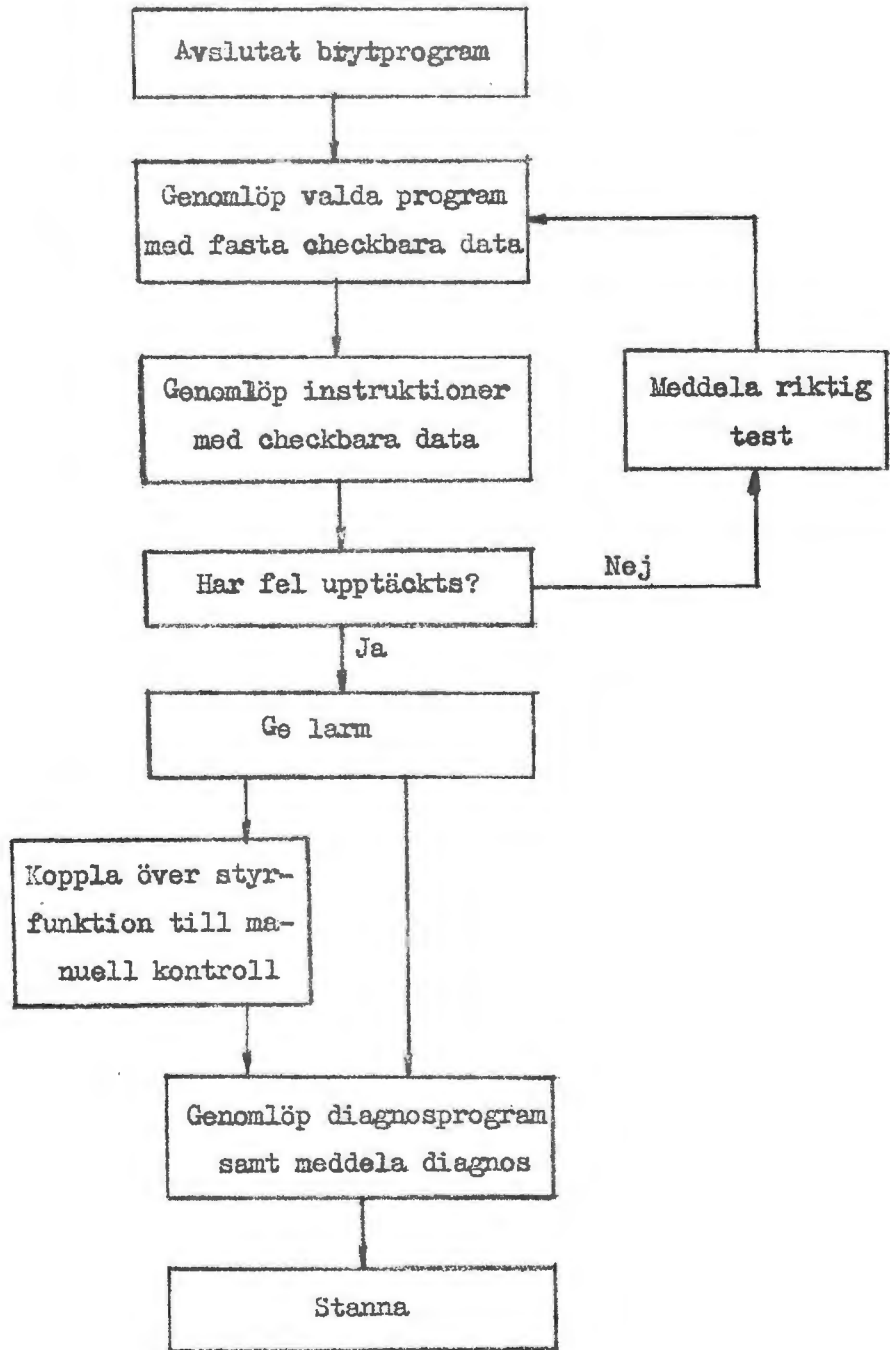 Avslutat brytprogram
Genomlöp valda program
med fasta checkbara data
Genomlöp instruktioner
med checkbara data
Meddela riktig
test
Har fel upptäckts?
Nej
Ja
Ge larm
Koppla över styr-
funktion till ma-
nuell kontroll
Genomlöp diagnosprogram
samt meddela diagnos
Stanna